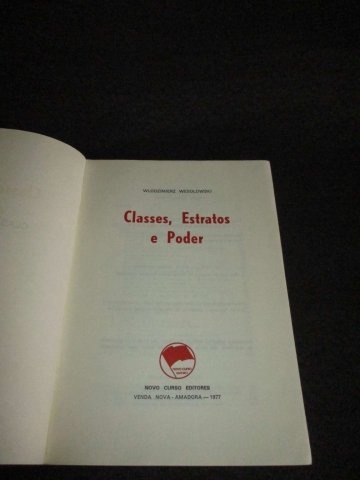 WLODZIMIERZ WESOLOWSKI
Classes, Estratos
e Poder
NOVO CURSO EDITORES
VENDA NOVA - AMADORA — 1977